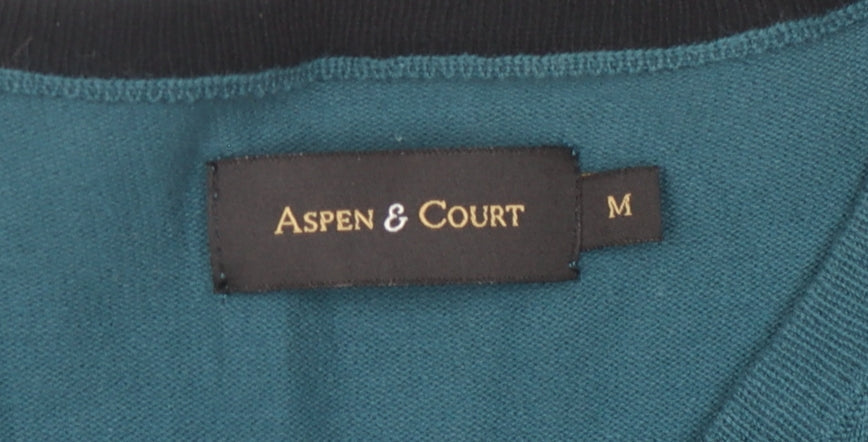 ASPEN & COURT
M